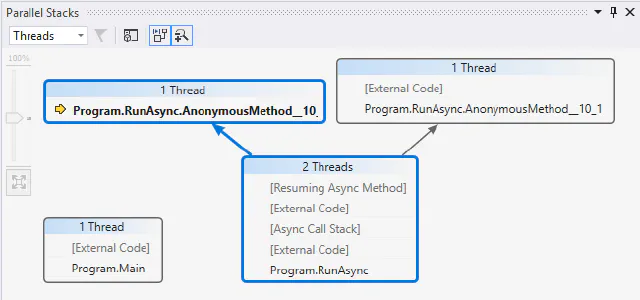 Parallel Stacks
Threads
100%
1 Thread
Program.RunAsync.AnonymousMethod__10_
1 Thread
[External Code]
Program.RunAsync.AnonymousMethod__10_1
2 Threads
[Resuming Async Method]
[External Code]
[Async Call Stack]
[External Code]
Program.RunAsync
1 Thread
[External Code]
Program.Main